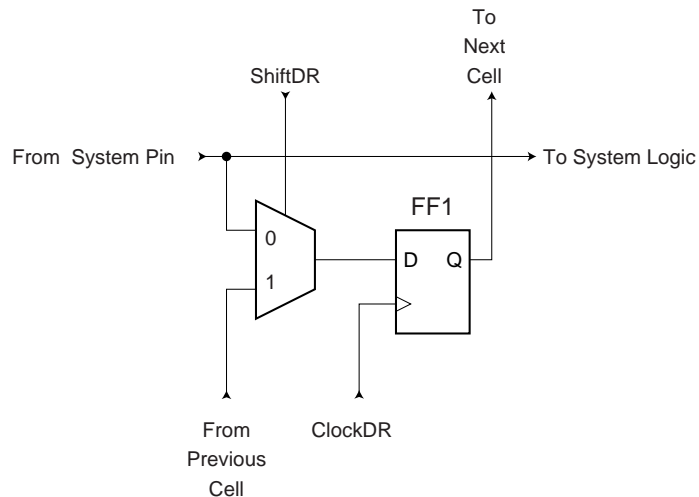 To
Next
Cell
ShiftDR
From System Pin
To System Logic
FF1
0
D Q
1
From
Previous
Cell
ClockDR